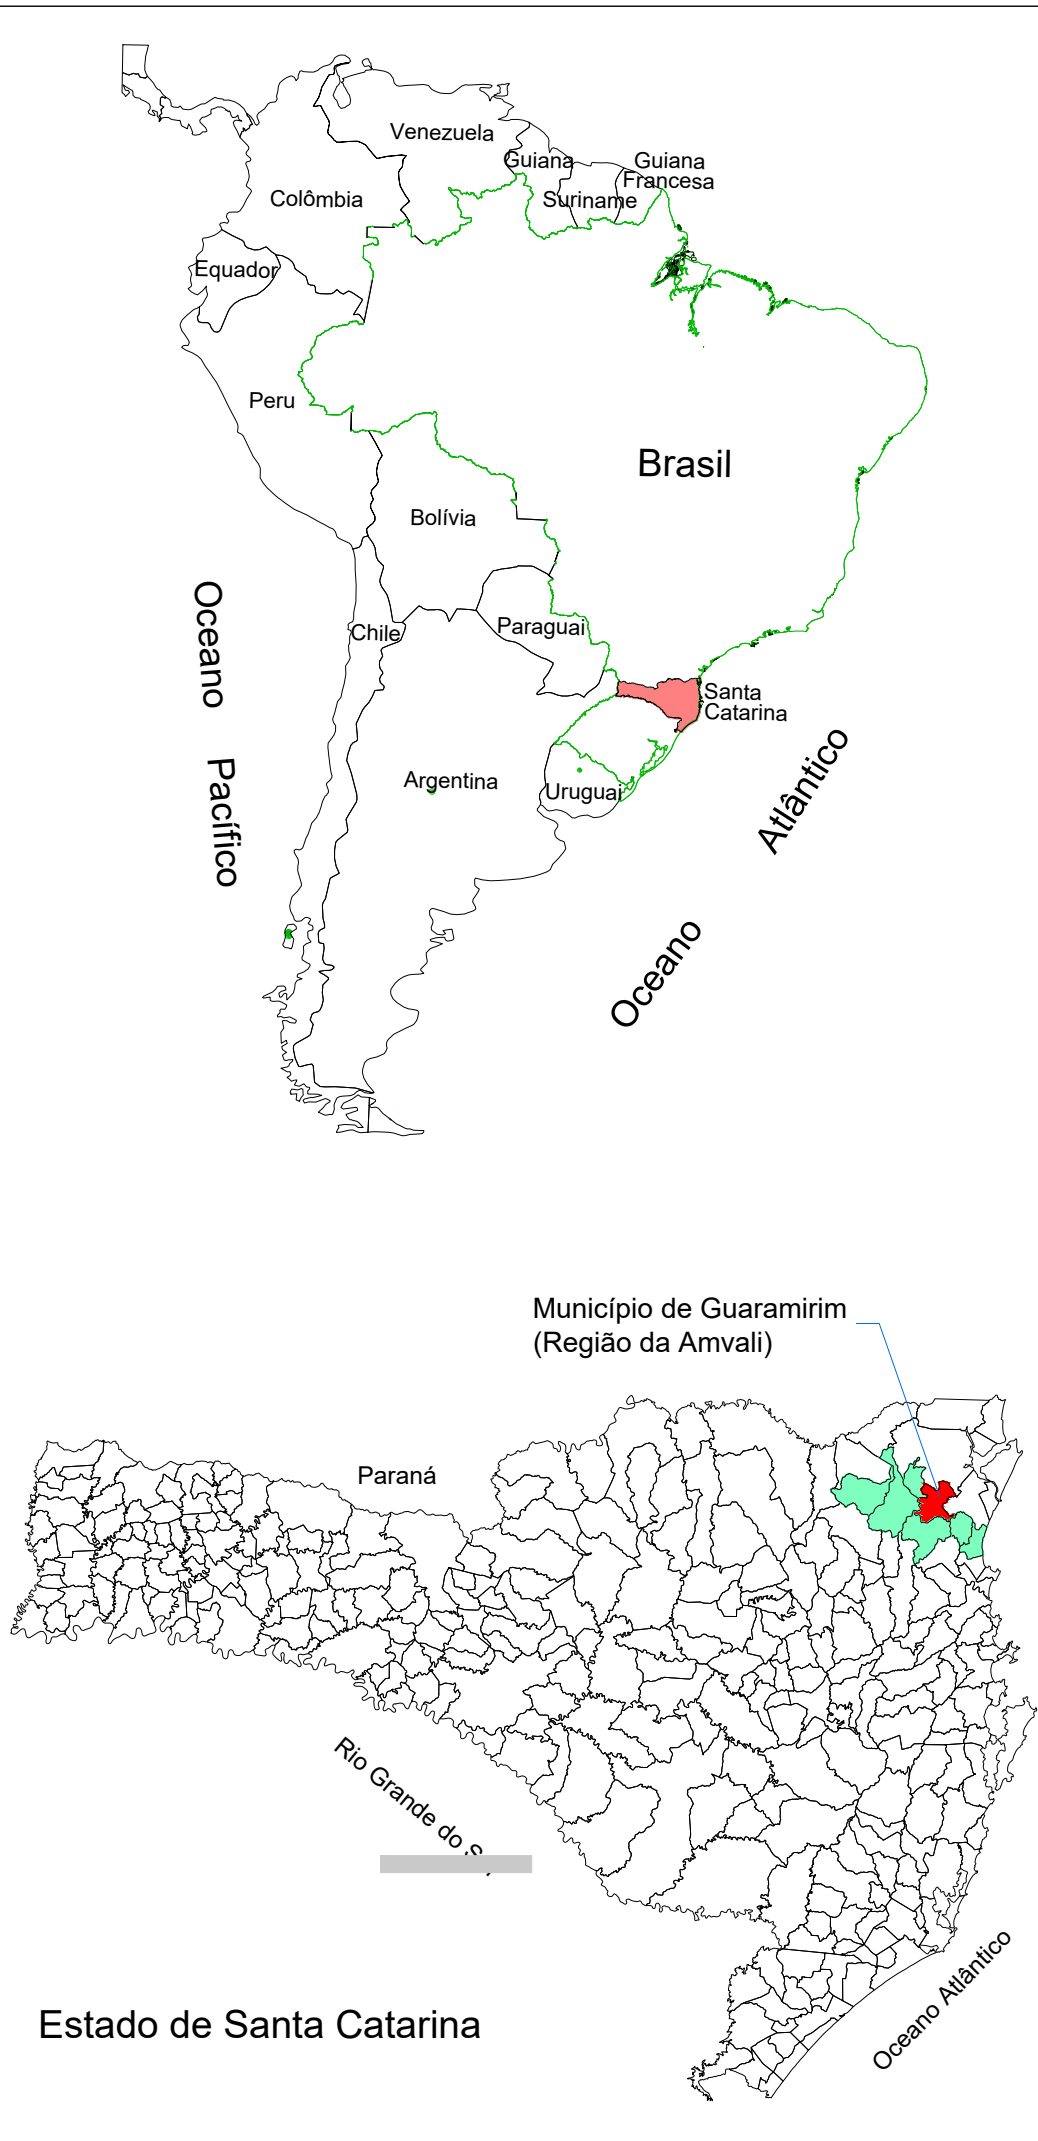 Venezuela
Guiana
Guiana
Francesa
Suriname
Colômbia
Equador
Peru
Brasil
Bolívia
Paraguai
Chile
Santa
Catarina
Argentina
Uruguai
Oceano Pacífico
Oceano Atlântico
Município de Guaramirim
(Região da Amvali)
Paraná
Rio Grande do
Oceano Atlântico
Estado de Santa Catarina